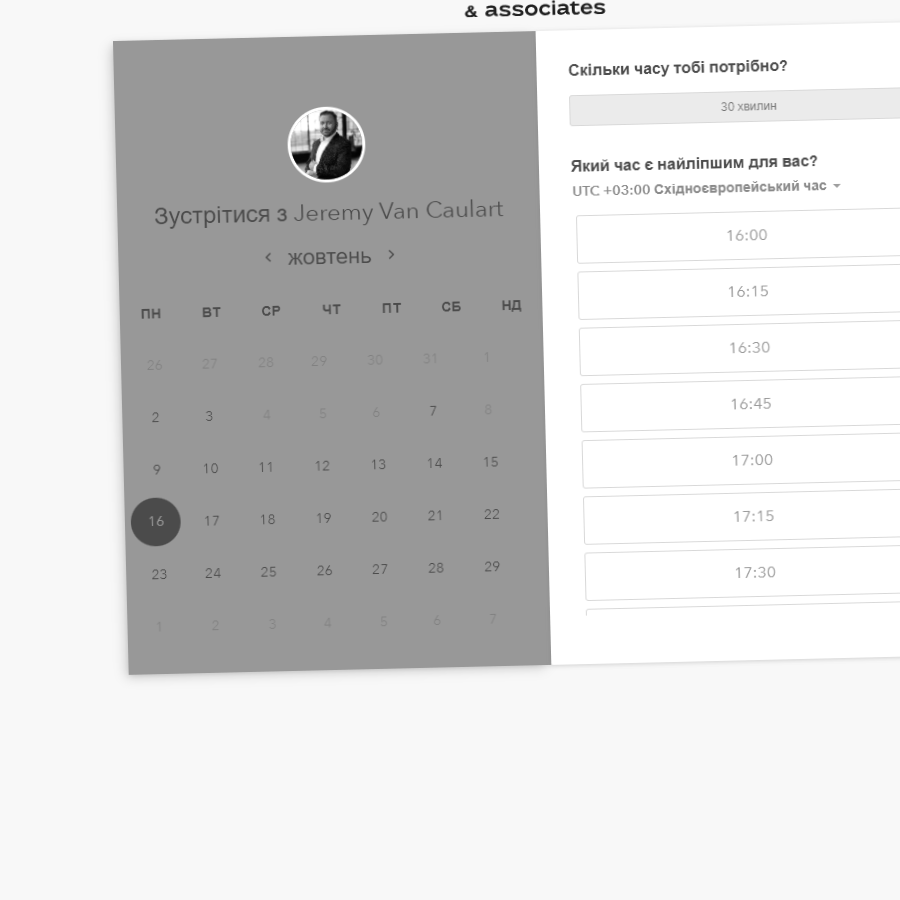 & associates
Зустрітися з Jeremy Van Caulart
жовтень
ПН ВТ СР ЧТ ПТ СБ НД
26 27 28 29 30 31 1
2 3 4 5 6 7 8
9 10 11 12 13 14 15
16 17 18 19 20 21 22
23 24 25 26 27 28 29
1 2 3 4 5 6 7
Скільки часу тобі потрібно?
30 хвилин
Який час є найліпшим для вас?
UTC +03:00 Східноєвропейський час
16:00
16:15
16:30
16:45
17:00
17:15
17:30